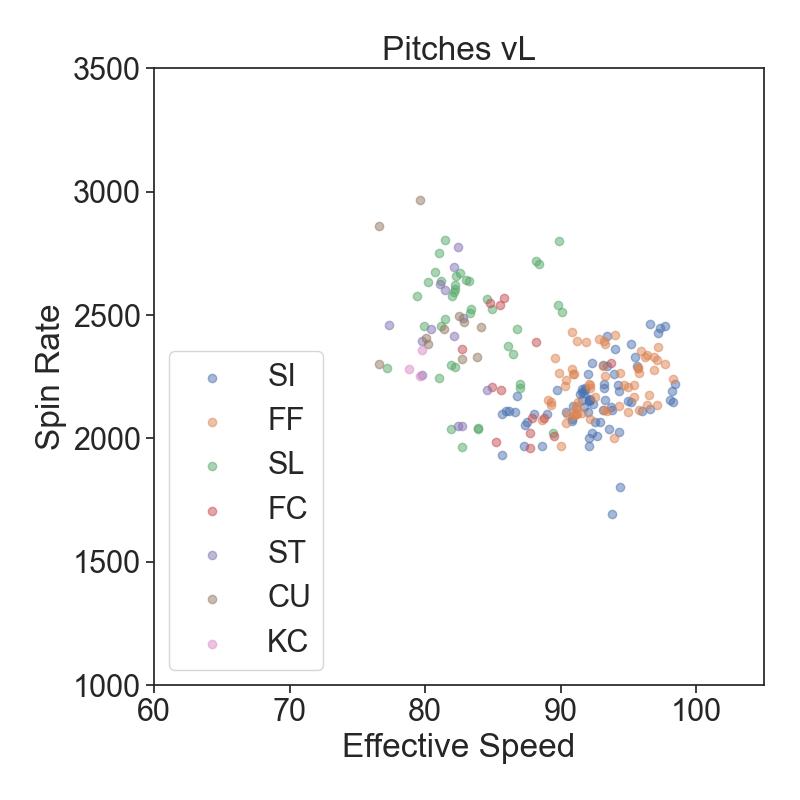 Pitches vL
3500
3000
2500
2000
1500
1000
Spin Rate
SI
FF
SL
FC
ST
CU
KC
60 70 80 90 100
Effective Speed